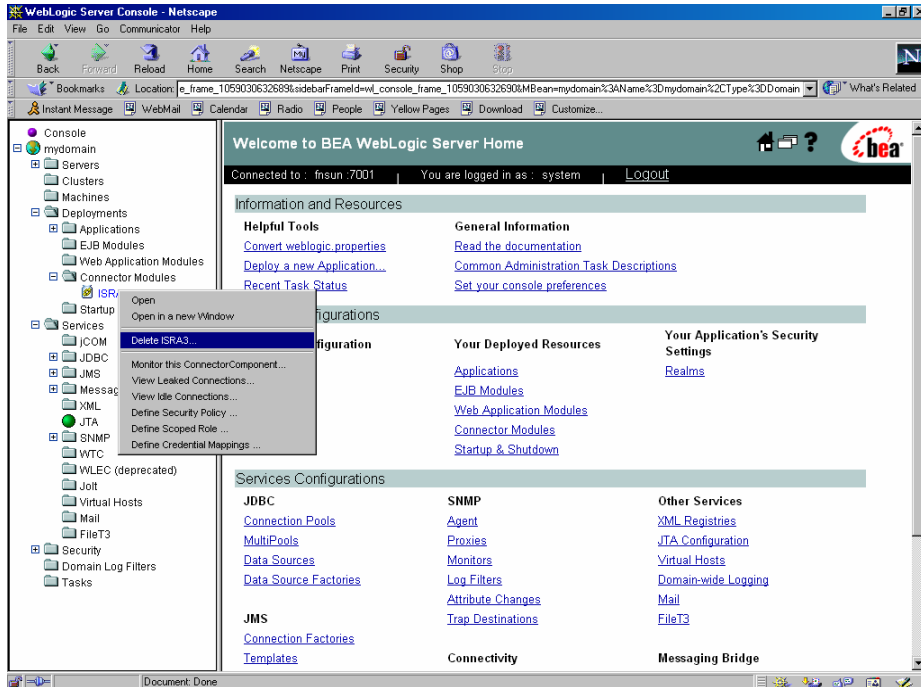 WebLogic Server Console - Netscape
File Edit View Go Communicator Help
Back Forward Reload Home Search Netscape Print Security Shop Stop
Bookmarks Location: e_frame_1059030632689&sidebarFrameId=wl_console_frame_1059030632690&MBean=mydomain%3AName%3Dmydomain%2CType%3DDomain What's Related
Instant Message WebMail Calendar Radio People Yellow Pages Download Customize...
Console
mydomain
Servers
Clusters
Machines
Deployments
Applications
EJB Modules
Web Application Modules
Connector Modules
Startup
Services
jCOM
JDBC
JMS
XML
JTA
SNMP
WTC
WLEC (deprecated)
Jolt
Virtual Hosts
Mail
FileT3
Security
Domain Log Filters
Tasks
Open
Open in a new Window
Delete ISRA3...
Monitor this ConnectorComponent...
View Leaked Connections...
View Idle Connections...
Define Security Policy ...
Define Scoped Role ...
Define Credential Mappings ...
Welcome to BEA WebLogic Server Home
bea
Connected to : fnsun :7001 | You are logged in as : system | Logout
Information and Resources
Helpful Tools
Convert weblogic.properties
Deploy a new Application...
Recent Task Status
General Information
Read the documentation
Common Administration Task Descriptions
Set your console preferences
Your Deployed Resources
Applications
EJB Modules
Web Application Modules
Connector Modules
Startup & Shutdown
Your Application's Security
Settings
Realms
Services Configurations
JDBC
Connection Pools
MultiPools
Data Sources
Data Source Factories
SNMP
Agent
Proxies
Monitors
Log Filters
Attribute Changes
Trap Destinations
Other Services
XML Registries
JTA Configuration
Virtual Hosts
Domain-wide Logging
Mail
FileT3
JMS
Connection Factories
Templates
Connectivity
Messaging Bridge
Document: Done